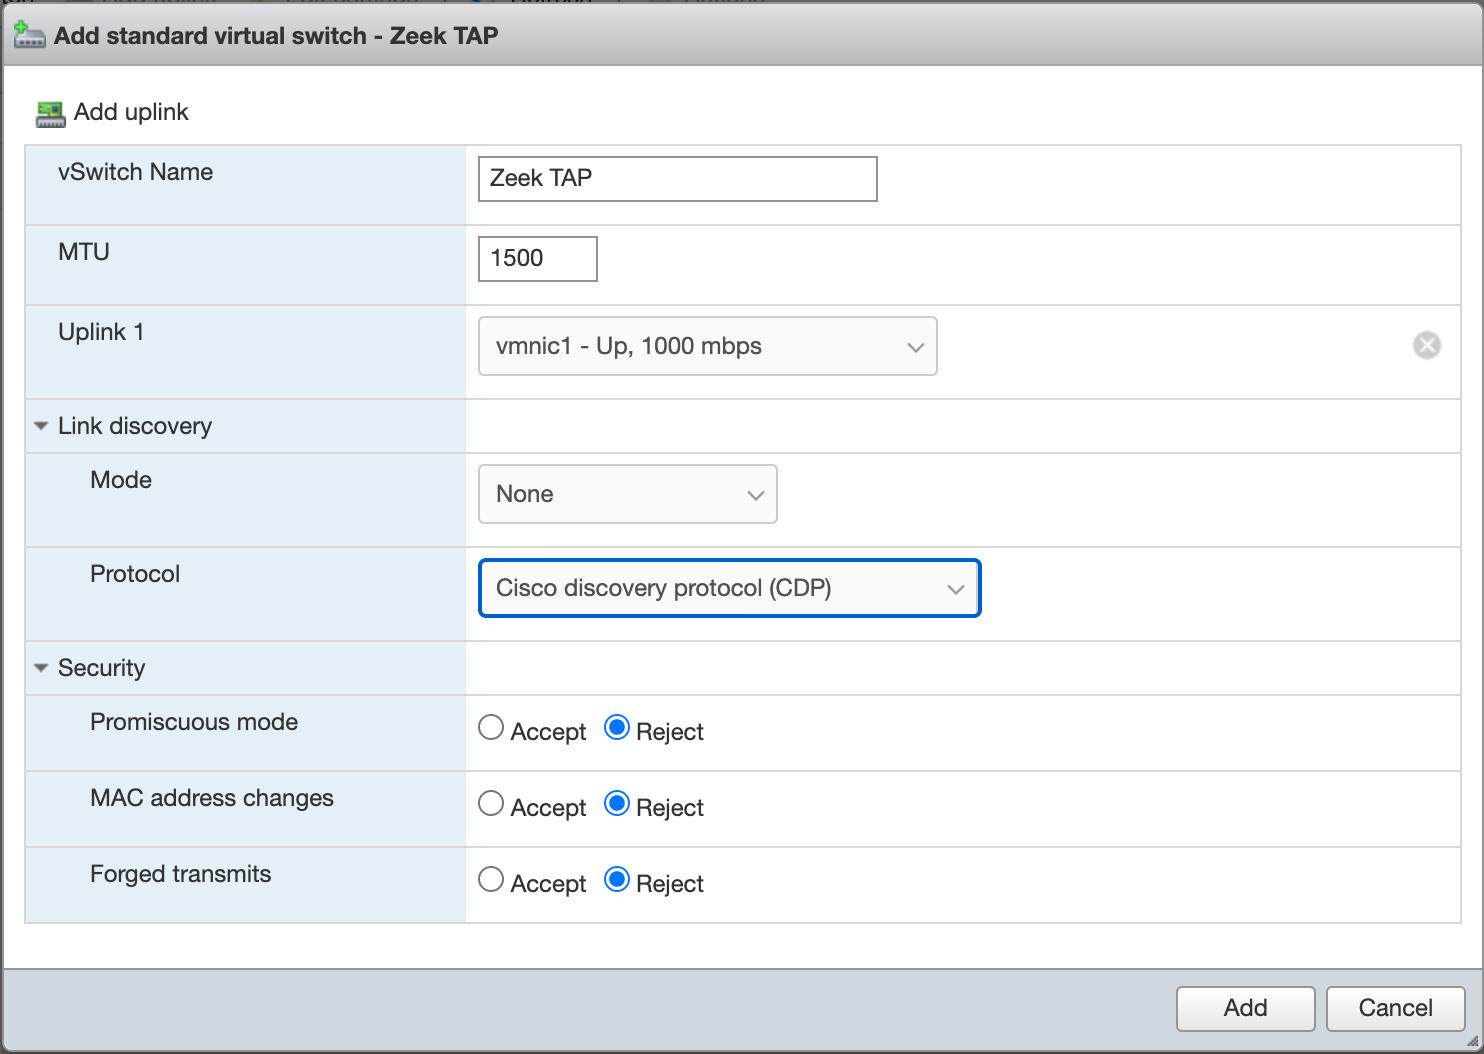 Add standard virtual switch - Zeek TAP
Add uplink
vSwitch Name
Zeek TAP
MTU
1500
Uplink 1
vmnic1 - Up, 1000 mbps
Link discovery
Mode
None
Protocol
Cisco discovery protocol (CDP)
Security
Promiscuous mode
Accept Reject
MAC address changes
Accept Reject
Forged transmits
Accept Reject
Add Cancel